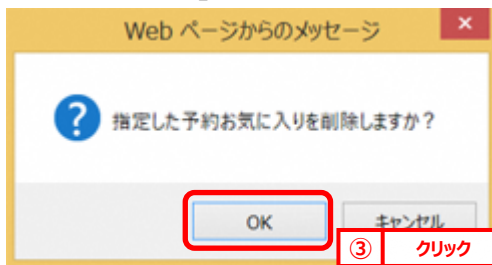 Web ページからのメッセージ
×
?
指定した予約お気に入りを削除しますか？
OK
キャンセル
③ クリック